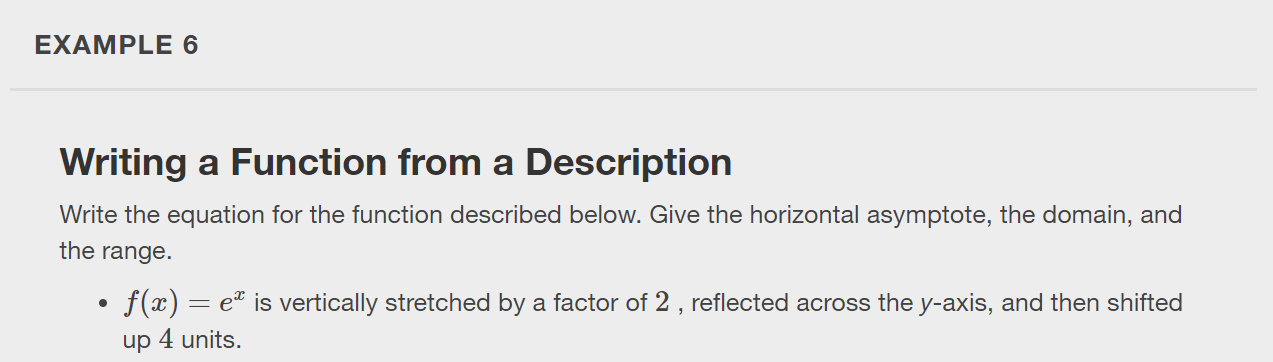 EXAMPLE 6
Writing a Function from a Description
Write the equation for the function described below. Give the horizontal asymptote, the domain, and
the range.
• f(x) = eˣ is vertically stretched by a factor of 2 , reflected across the y-axis, and then shifted
up 4 units.